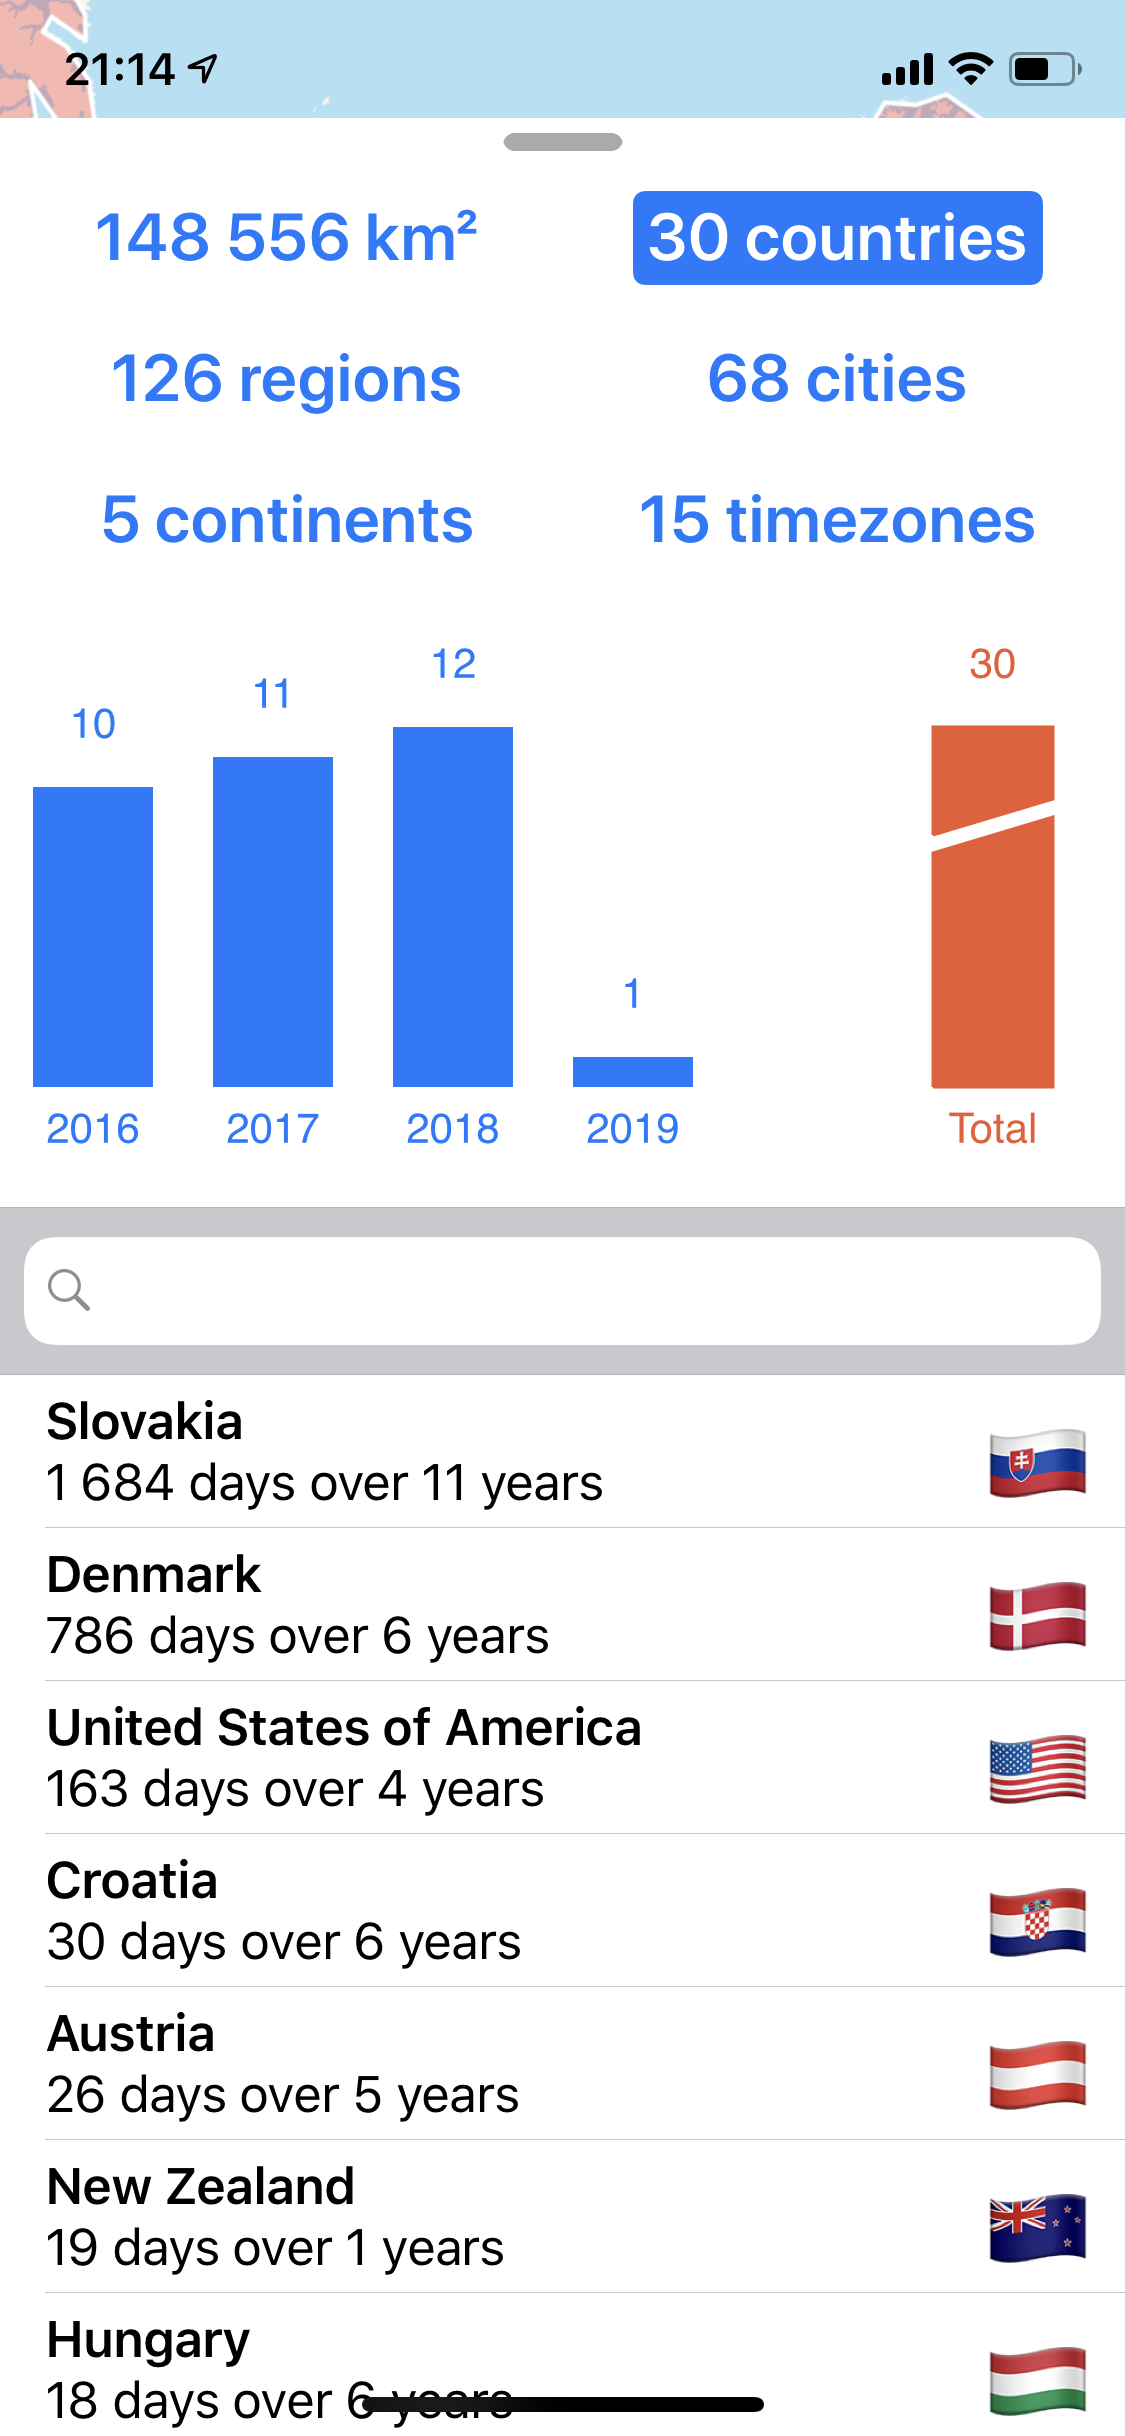 21:14
148 556 km²
30 countries
126 regions
68 cities
5 continents
15 timezones
10
11
12
1
30
2016
2017
2018
2019
Total
Slovakia
1 684 days over 11 years
Denmark
786 days over 6 years
United States of America
163 days over 4 years
Croatia
30 days over 6 years
Austria
26 days over 5 years
New Zealand
19 days over 1 years
Hungary
18 days over 6 years